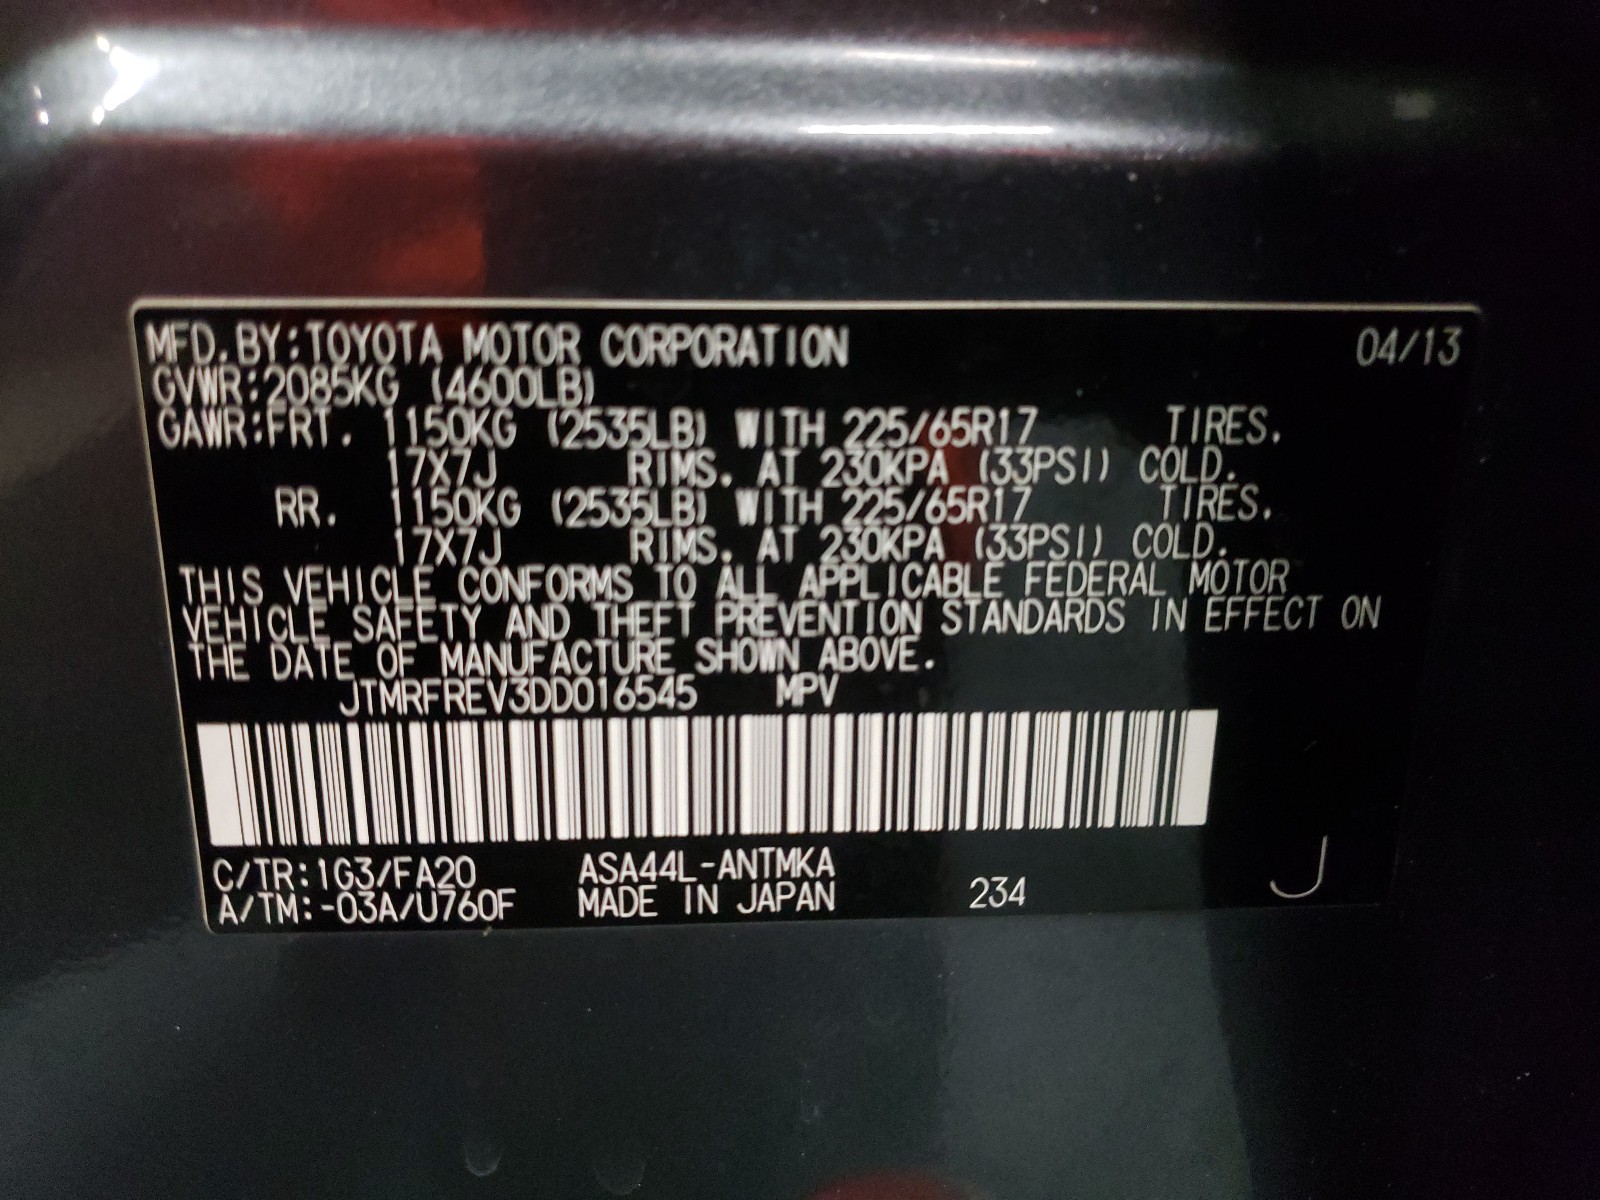 MFD.BY:TOYOTA MOTOR CORPORATION 04/13
GVWR:2085KG (4600LB)
GAWR:FRT. 1150KG (2535LB) WITH 225/65R17 TIRES.
17X7J RIMS. AT 230KPA (33PSI) COLD.
RR. 1150KG (2535LB) WITH 225/65R17 TIRES.
17X7J RIMS. AT 230KPA (33PSI) COLD.
THIS VEHICLE CONFORMS TO ALL APPLICABLE FEDERAL MOTOR
VEHICLE SAFETY AND THEFT PREVENTION STANDARDS IN EFFECT ON
THE DATE OF MANUFACTURE SHOWN ABOVE.
JTMRFREV3DD016545 MPV
C/TR:1G3/FA20 ASA44L-ANTMKA
A/TM:-03A/U760F MADE IN JAPAN 234 J